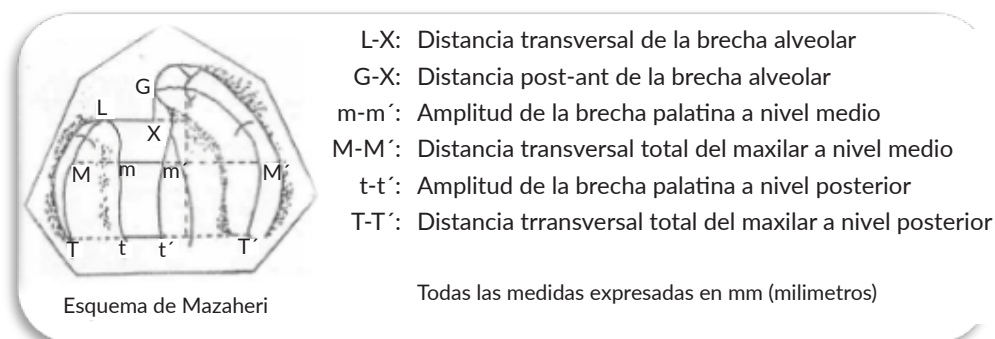 G
L
X
M m m´ M´
T t t´ T´
Esquema de Mazaheri
L-X: Distancia transversal de la brecha alveolar
G-X: Distancia post-ant de la brecha alveolar
m-m´: Amplitud de la brecha palatina a nivel medio
M-M´: Distancia transversal total del maxilar a nivel medio
t-t´: Amplitud de la brecha palatina a nivel posterior
T-T´: Distancia trransversal total del maxilar a nivel posterior
Todas las medidas expresadas en mm (milimetros)